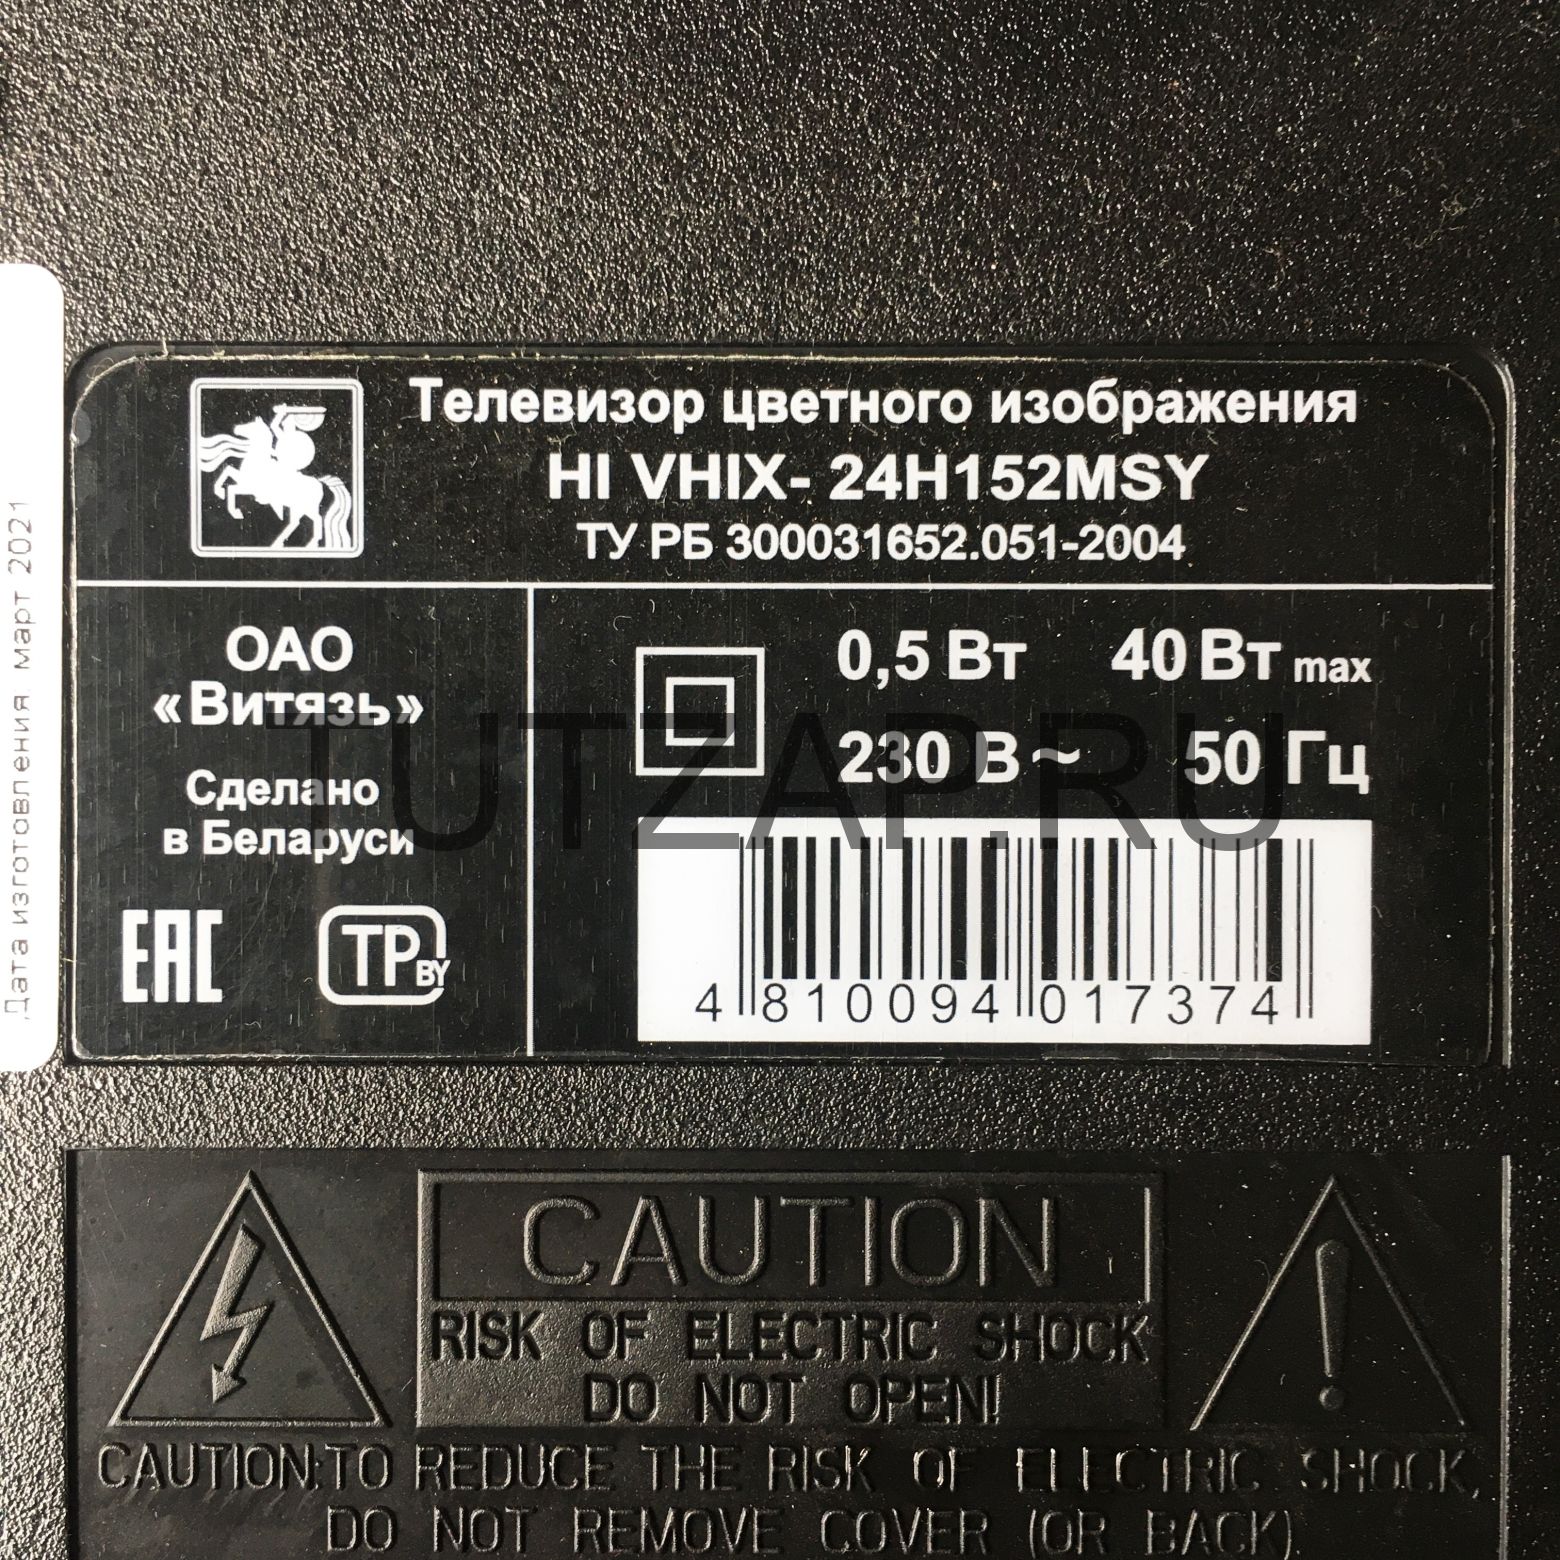 Дата изготовления март 2021
Телевизор цветного изображения
HI VHIX- 24H152MSY
ТУ РБ 300031652.051-2004
ОАО
«Витязь»
Сделано
в Беларуси
EAC
ТР BY
0,5 Вт 40 Вт max
230 В ~ 50 Гц
4 810094 017374
TUTZAP.RU
CAUTION
RISK OF ELECTRIC SHOCK
DO NOT OPEN!
CAUTION:TO REDUCE THE RISK OF ELECTRIC SHOCK,
DO NOT REMOVE COVER (OR BACK).